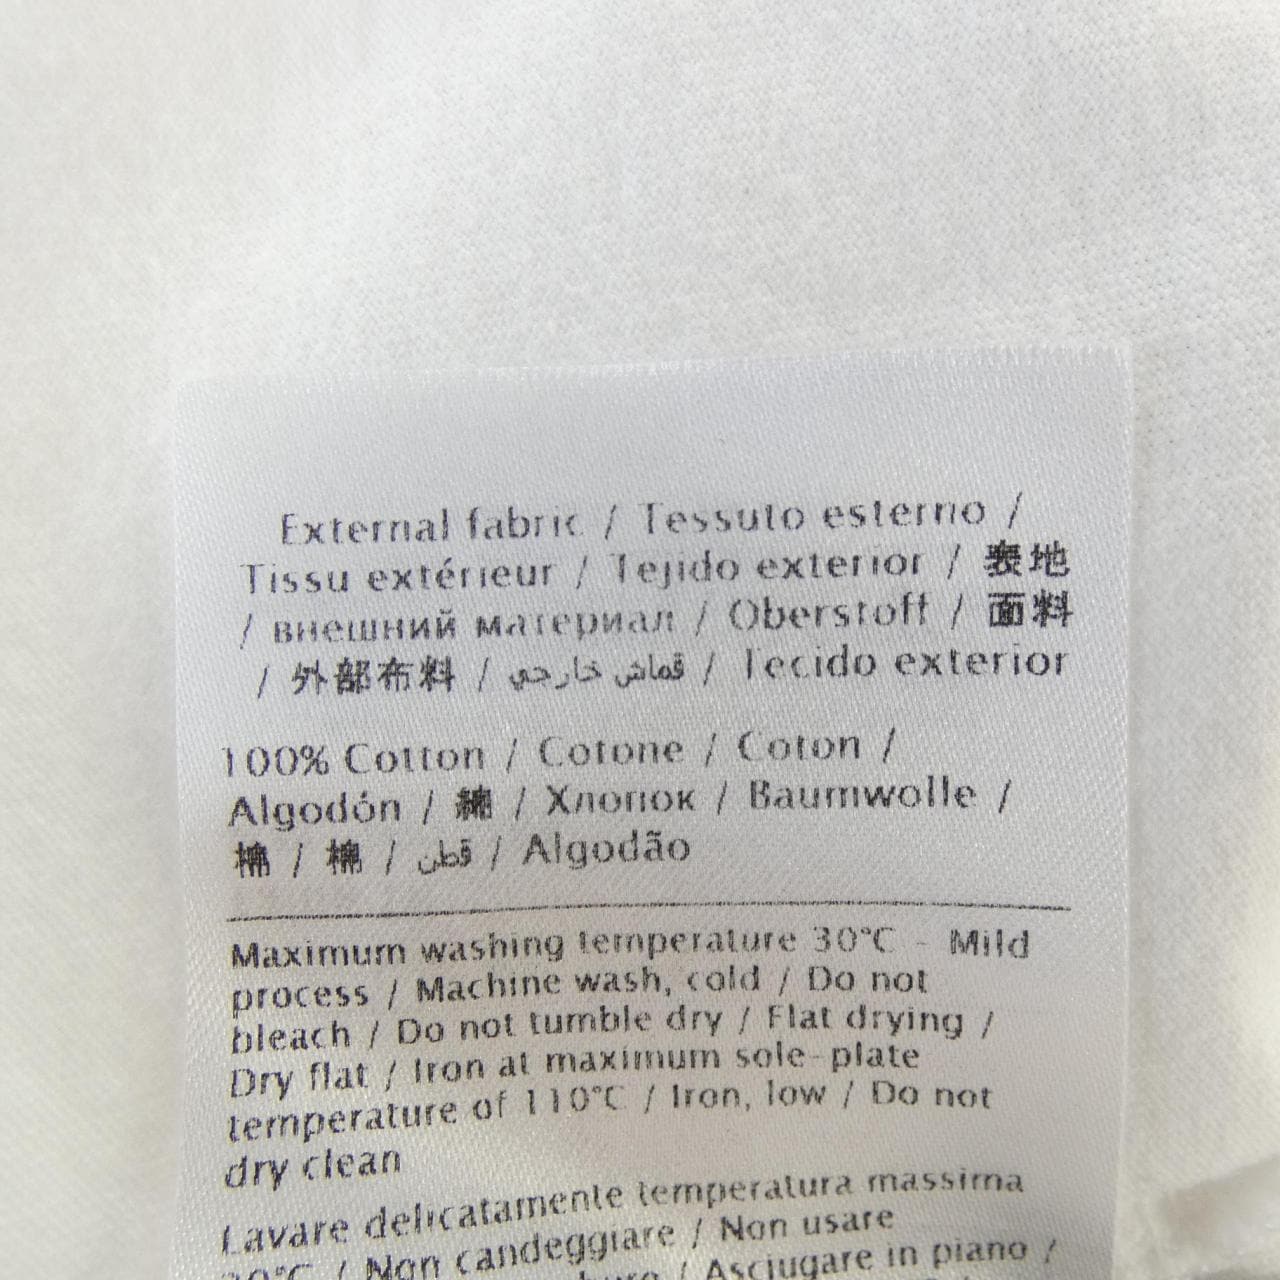 External fabric / Tessuto esterno /
Tissu extérieur / Tejido exterior / 表地
/ внешний материал / Oberstoff / 面料
/ 外部布料 / قماش خارجي / Tecido exterior
100% Cotton / Cotone / Coton /
Algodón / 綿 / Хлопок / Baumwolle /
棉 / 棉 / قطن / Algodão
Maximum washing temperature 30°C - Mild
process / Machine wash, cold / Do not
bleach / Do not tumble dry / Flat drying /
Dry flat / Iron at maximum sole-plate
temperature of 110°C / Iron, low / Do not
dry clean
Lavare delicatamente temperatura massima
30°C / Non candeggiare / Non usare
/ Asciugare in piano /